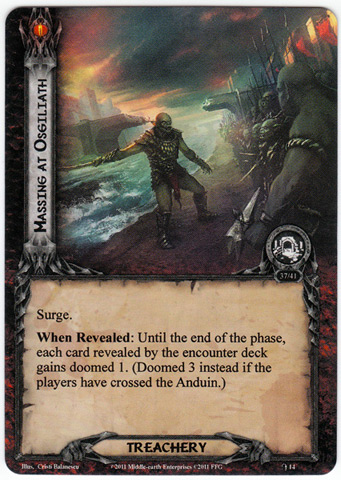 MASSING AT OSGILIATH
37/41
Surge.
When Revealed: Until the end of the phase,
each card revealed by the encounter deck
gains doomed 1. (Doomed 3 instead if the
players have crossed the Anduin.)
TREACHERY
Illus. Cristi Balanescu
©2011 Middle-earth Enterprises ©2011 FFG
14